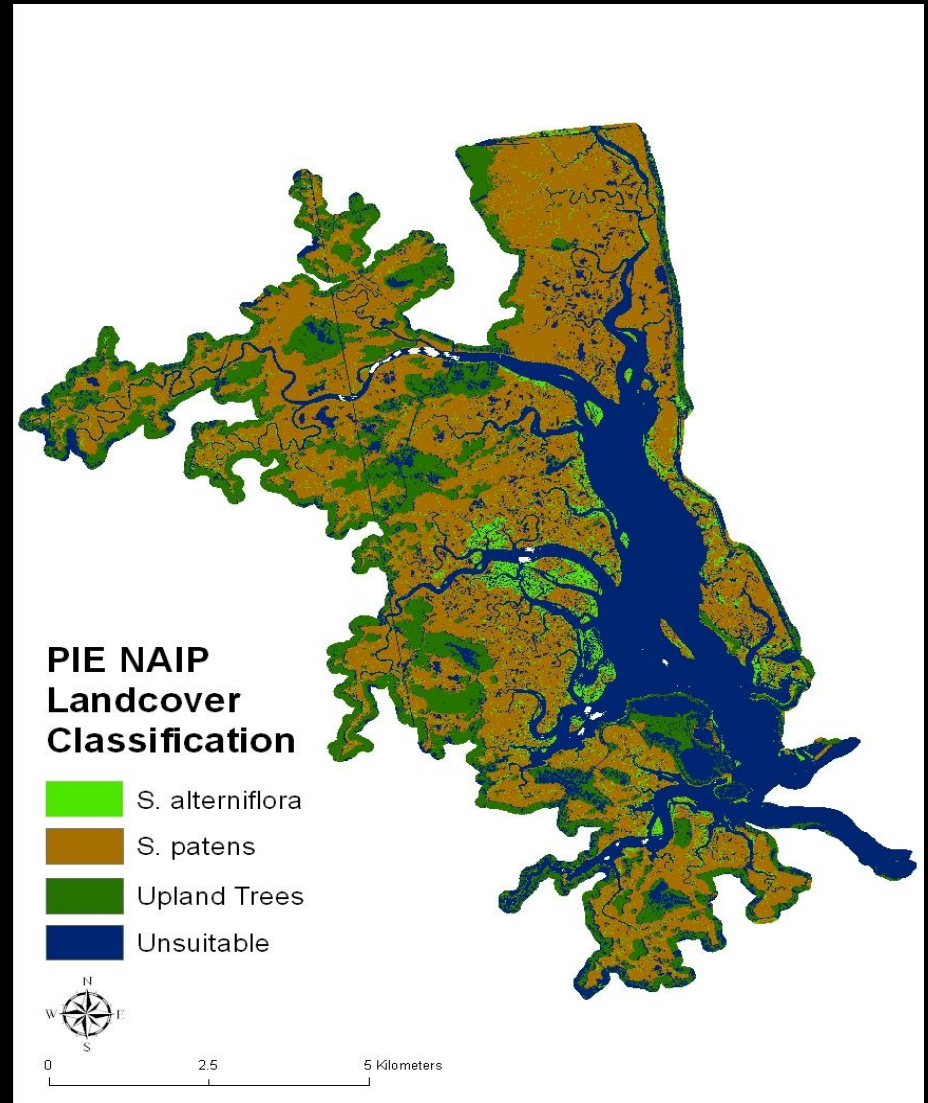 PIE NAIP
Landcover
Classification
S. alterniflora
S. patens
Upland Trees
Unsuitable
N
W E
S
0 2.5 5 Kilometers